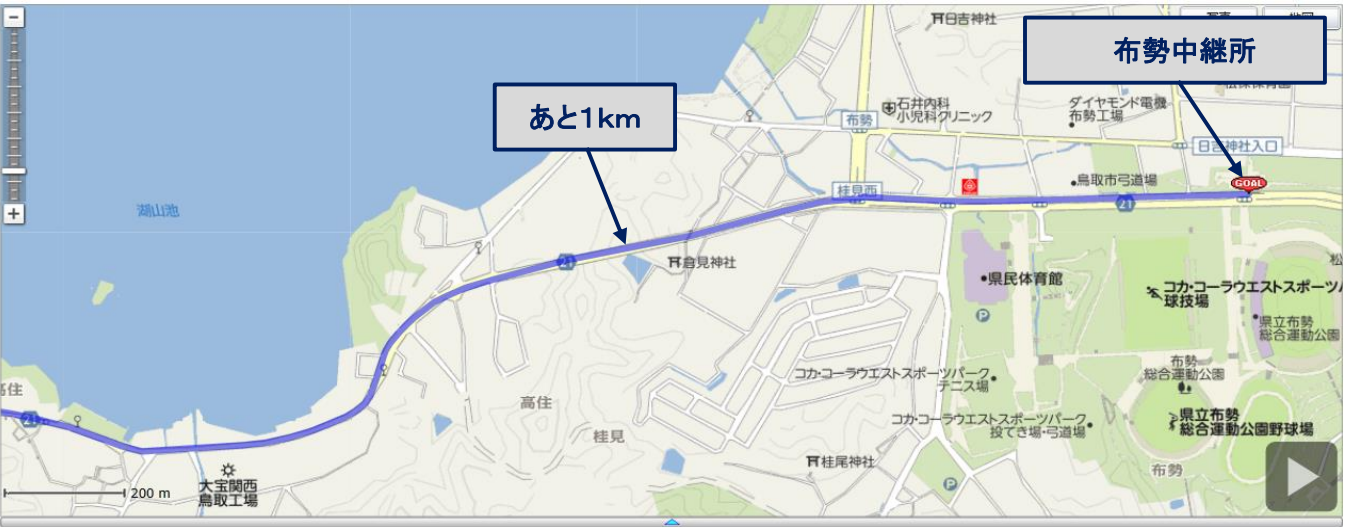 日吉神社
布勢中継所
あと1km
石井内科
小児科クリニック
ダイヤモンド電機
布勢工場
布勢
日吉神社入口
鳥取市弓道場
GOAL
桂見西
21
湖山池
21
倉見神社
県民体育館
コカ・コーラウエストスポーツパ
球技場
P
県立布勢
総合運動公園
布勢
総合運動公園
コカ・コーラウエストスポーツパーク
テニス場
高住
21
高住
桂見
コカ・コーラウエストスポーツパーク
投てき場・弓道場
県立布勢
総合運動公園野球場
桂尾神社
布勢
P
大宝関西
鳥取工場
200 m